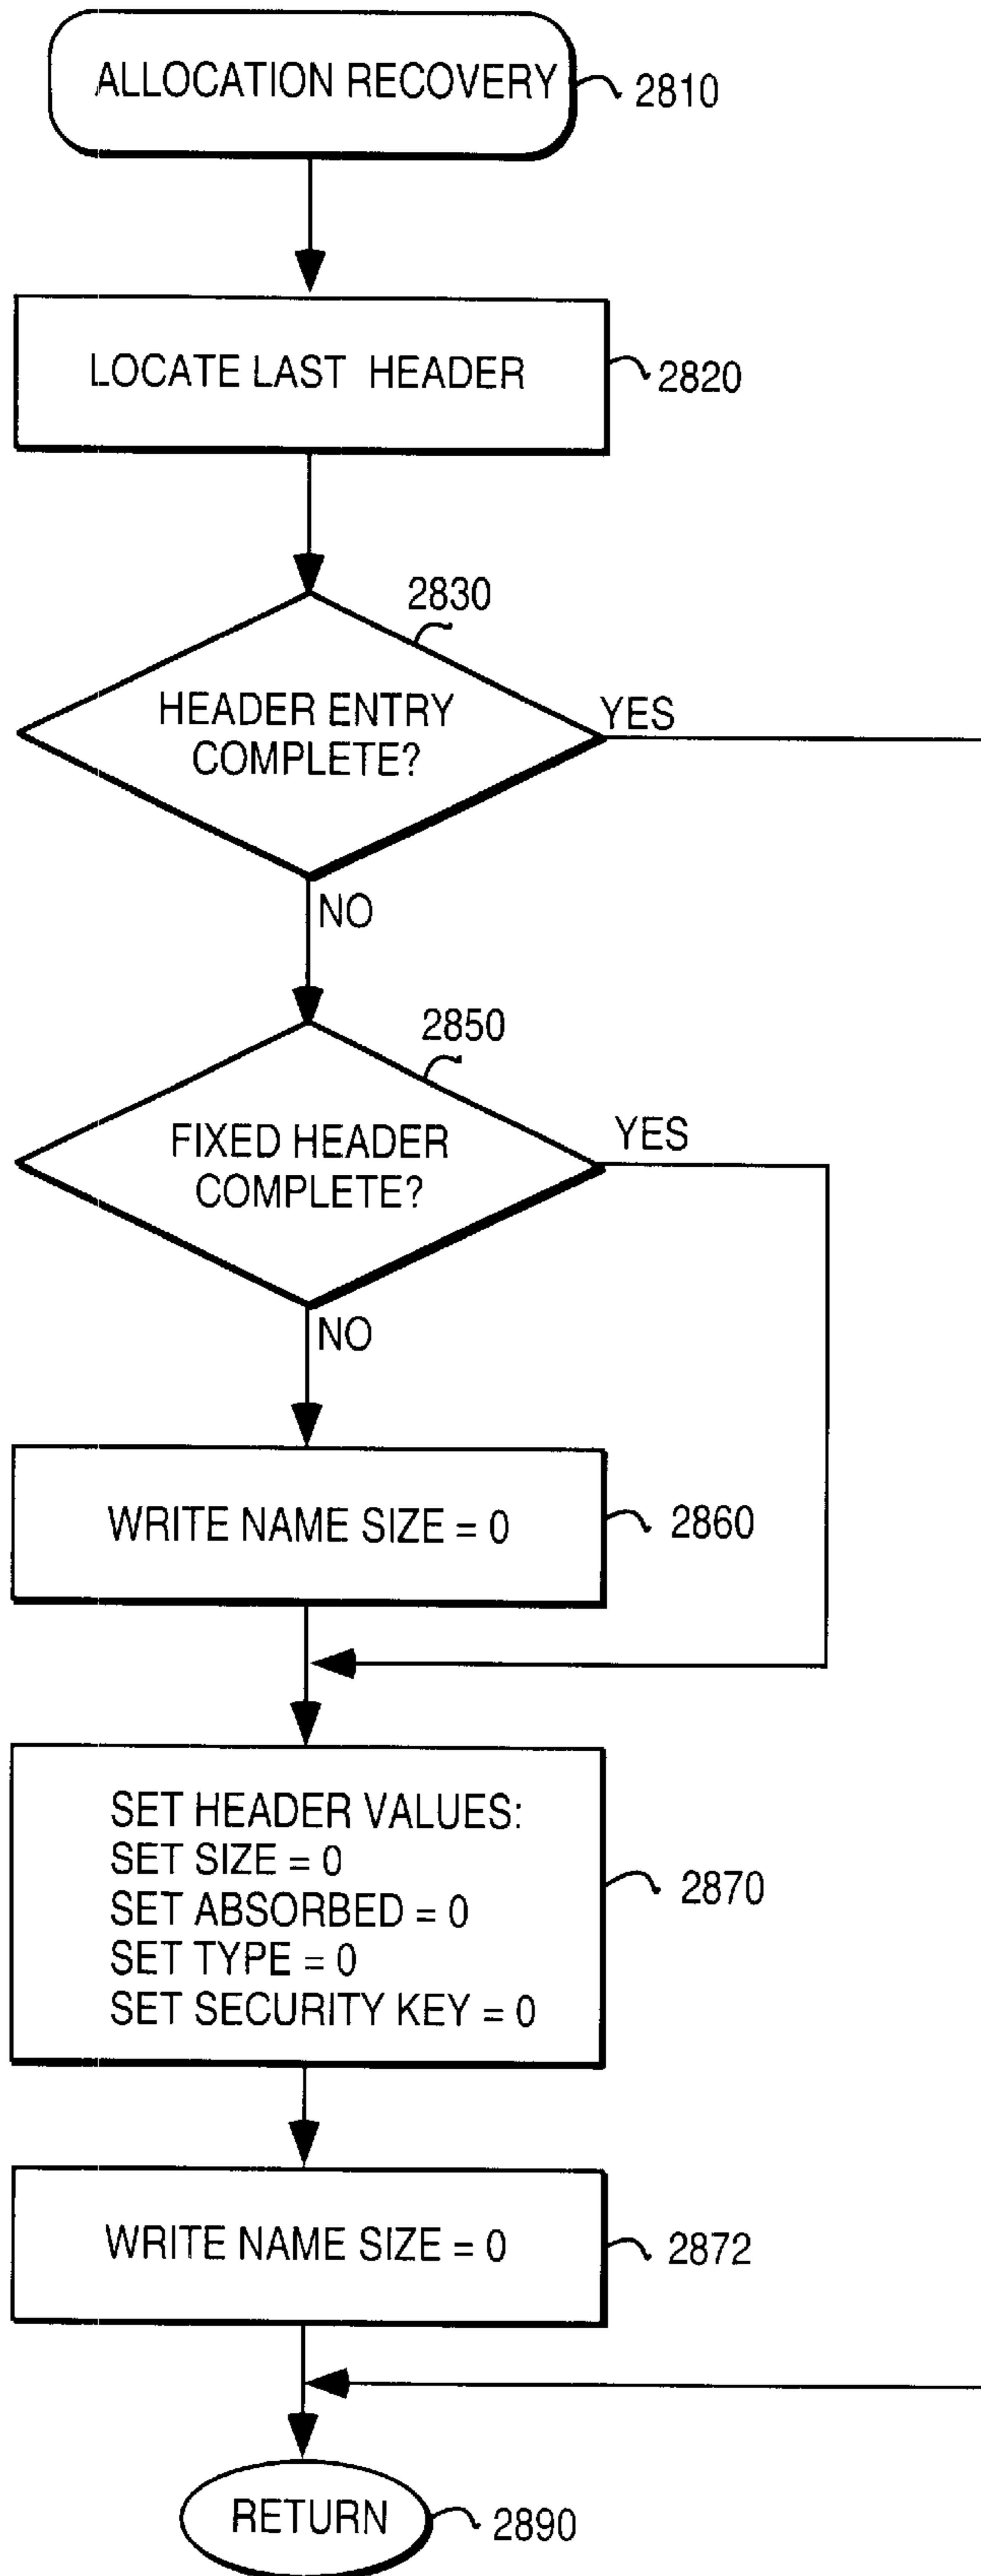 ALLOCATION RECOVERY
2810
LOCATE LAST HEADER
2820
2830
HEADER ENTRY
COMPLETE?
YES
NO
2850
FIXED HEADER
COMPLETE?
YES
NO
WRITE NAME SIZE = 0
2860
SET HEADER VALUES:
SET SIZE = 0
SET ABSORBED = 0
SET TYPE = 0
SET SECURITY KEY = 0
2870
WRITE NAME SIZE = 0
2872
RETURN
2890